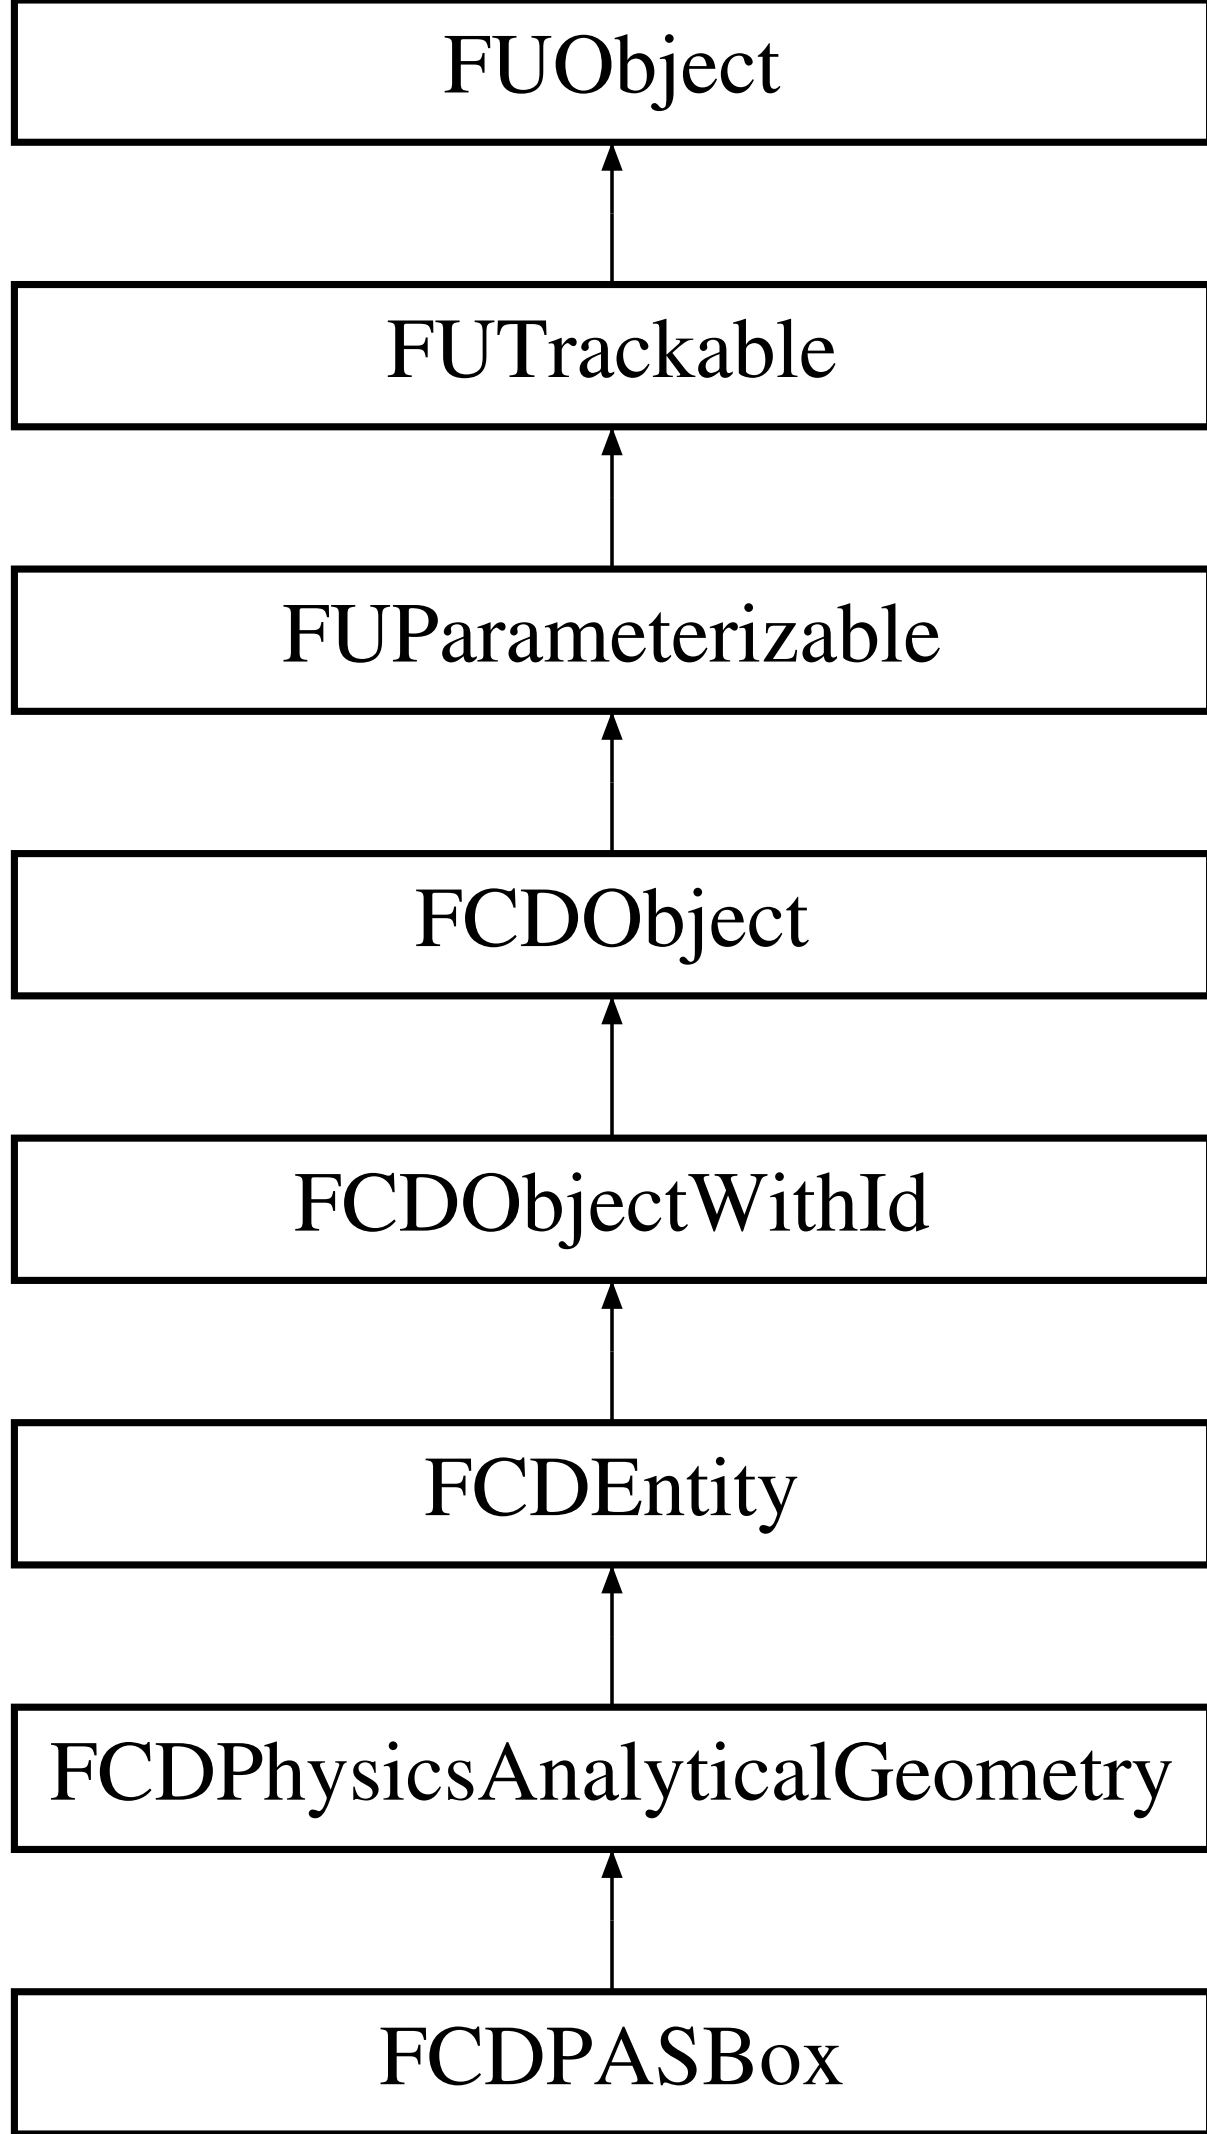 FUObject
FUTrackable
FUParameterizable
FCDObject
FCDObjectWithId
FCDEntity
FCDPhysicsAnalyticalGeometry
FCDPASBox